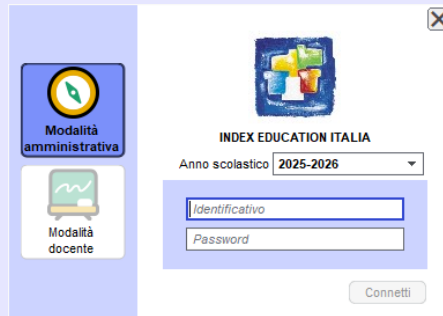 Modalità
amministrativa
Modalità
docente
INDEX EDUCATION ITALIA
Anno scolastico 2025-2026
Identificativo
Password
Connetti